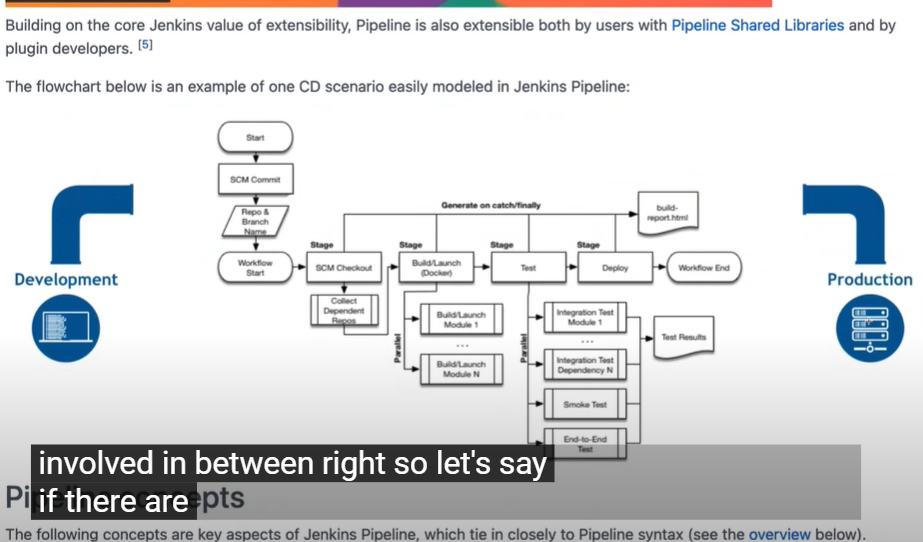 Building on the core Jenkins value of extensibility, Pipeline is also extensible both by users with Pipeline Shared Libraries and by
plugin developers. [5]
The flowchart below is an example of one CD scenario easily modeled in Jenkins Pipeline:
Start
SCM Commit
Repo &
Branch
Name
Generate on catch/finally
build-
report.html
Stage
Stage
Stage
Stage
Workflow
Start
SCM Checkout
Build/Launch
(Docker)
Test
Deploy
Workflow End
Development
Production
Collect
Dependent
Repos
Parallel
Build/Launch
Module 1
...
Build/Launch
Module N
Parallel
Integration Test
Module 1
...
Integration Test
Dependency N
Smoke Test
End-to-End
Test
Test Results
involved in between right so let's say
if there are
The following concepts are key aspects of Jenkins Pipeline, which tie in closely to Pipeline syntax (see the overview below).